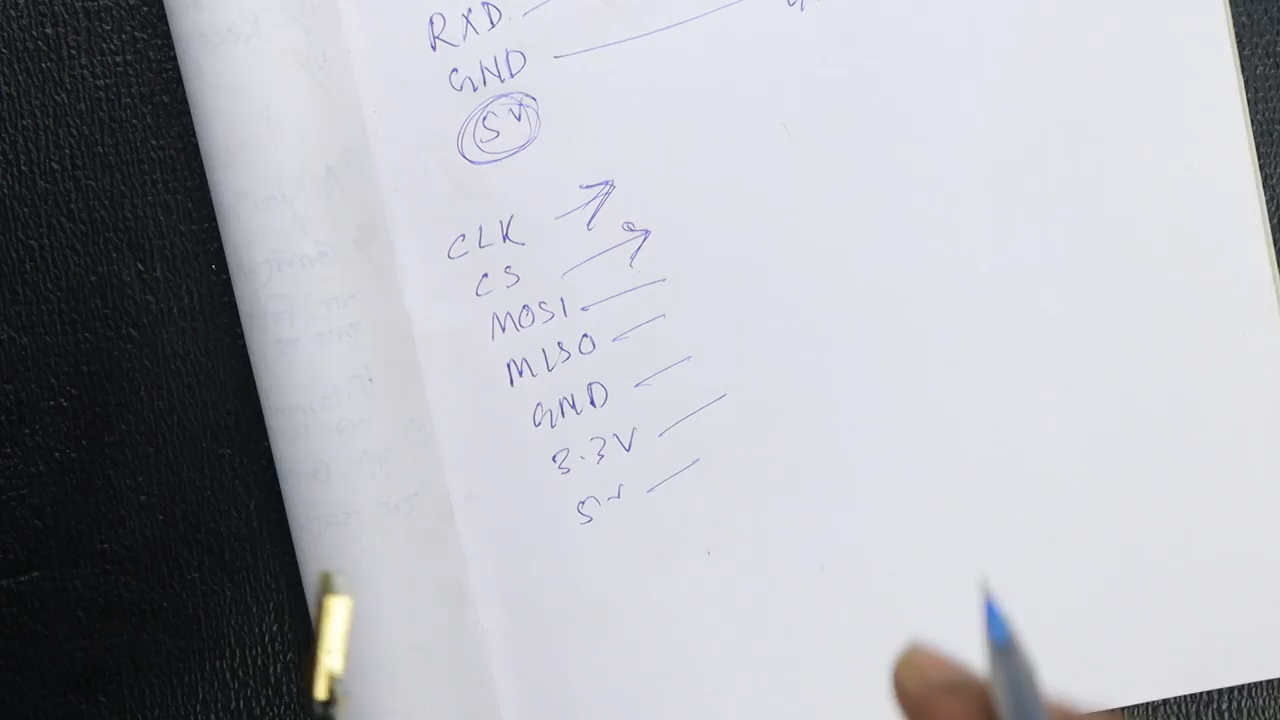 RXD
GND
5V
CLK
CS
MOSI
MISO
GND
3.3V
5V